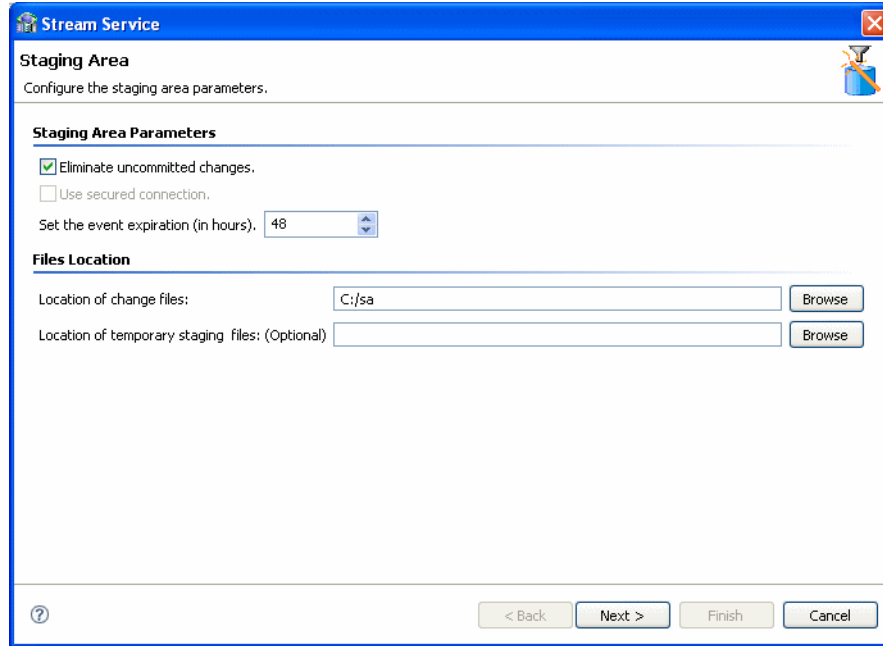 Stream Service
Staging Area
Configure the staging area parameters.
Staging Area Parameters
Eliminate uncommitted changes.
Use secured connection.
Set the event expiration (in hours). 48
Files Location
Location of change files: C:/sa Browse
Location of temporary staging files: (Optional) Browse
? < Back Next > Finish Cancel